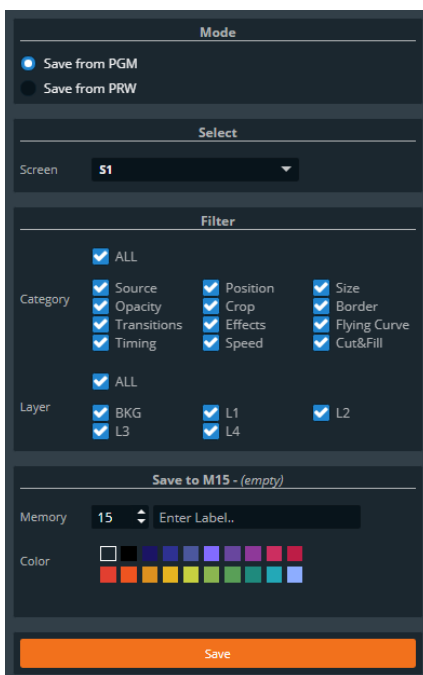 Mode
Save from PGM
Save from PRW
Select
Screen S1
Filter
ALL
Category
Source Position Size
Opacity Crop Border
Transitions Effects Flying Curve
Timing Speed Cut&Fill
ALL
Layer
BKG L1 L2
L3 L4
Save to M15 - (empty)
Memory 15 Enter Label..
Color
Save